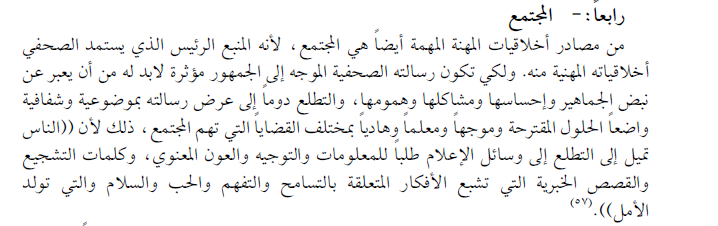 رابعاً:- المجتمع
من مصادر أخلاقيات المهنة المهمة أيضاً هي المجتمع، لأنه المنبع الرئيس الذي يستمد الصحفي
أخلاقياته المهنية منه. ولكي تكون رسالته الصحفية الموجه إلى الجمهور مؤثرة لابد له من أن يعبر عن
نبض الجماهير وإحساسها ومشاكلها وهمومها، والتطلع دوماً إلى عرض رسالته بموضوعية وشفافية
واضعاً الحلول المقترحة وموجهاً ومعلماً وهادياً بمختلف القضايا التي تهم المجتمع، ذلك لأن ((الناس
تميل إلى التطلع إلى وسائل الإعلام طلباً للمعلومات والتوجيه والعون المعنوي، وكلمات التشجيع
والقصص الخبرية التي تشبع الأفكار المتعلقة بالتسامح والتفهم والحب والسلام والتي تولد
الأمل)).(٥٧)